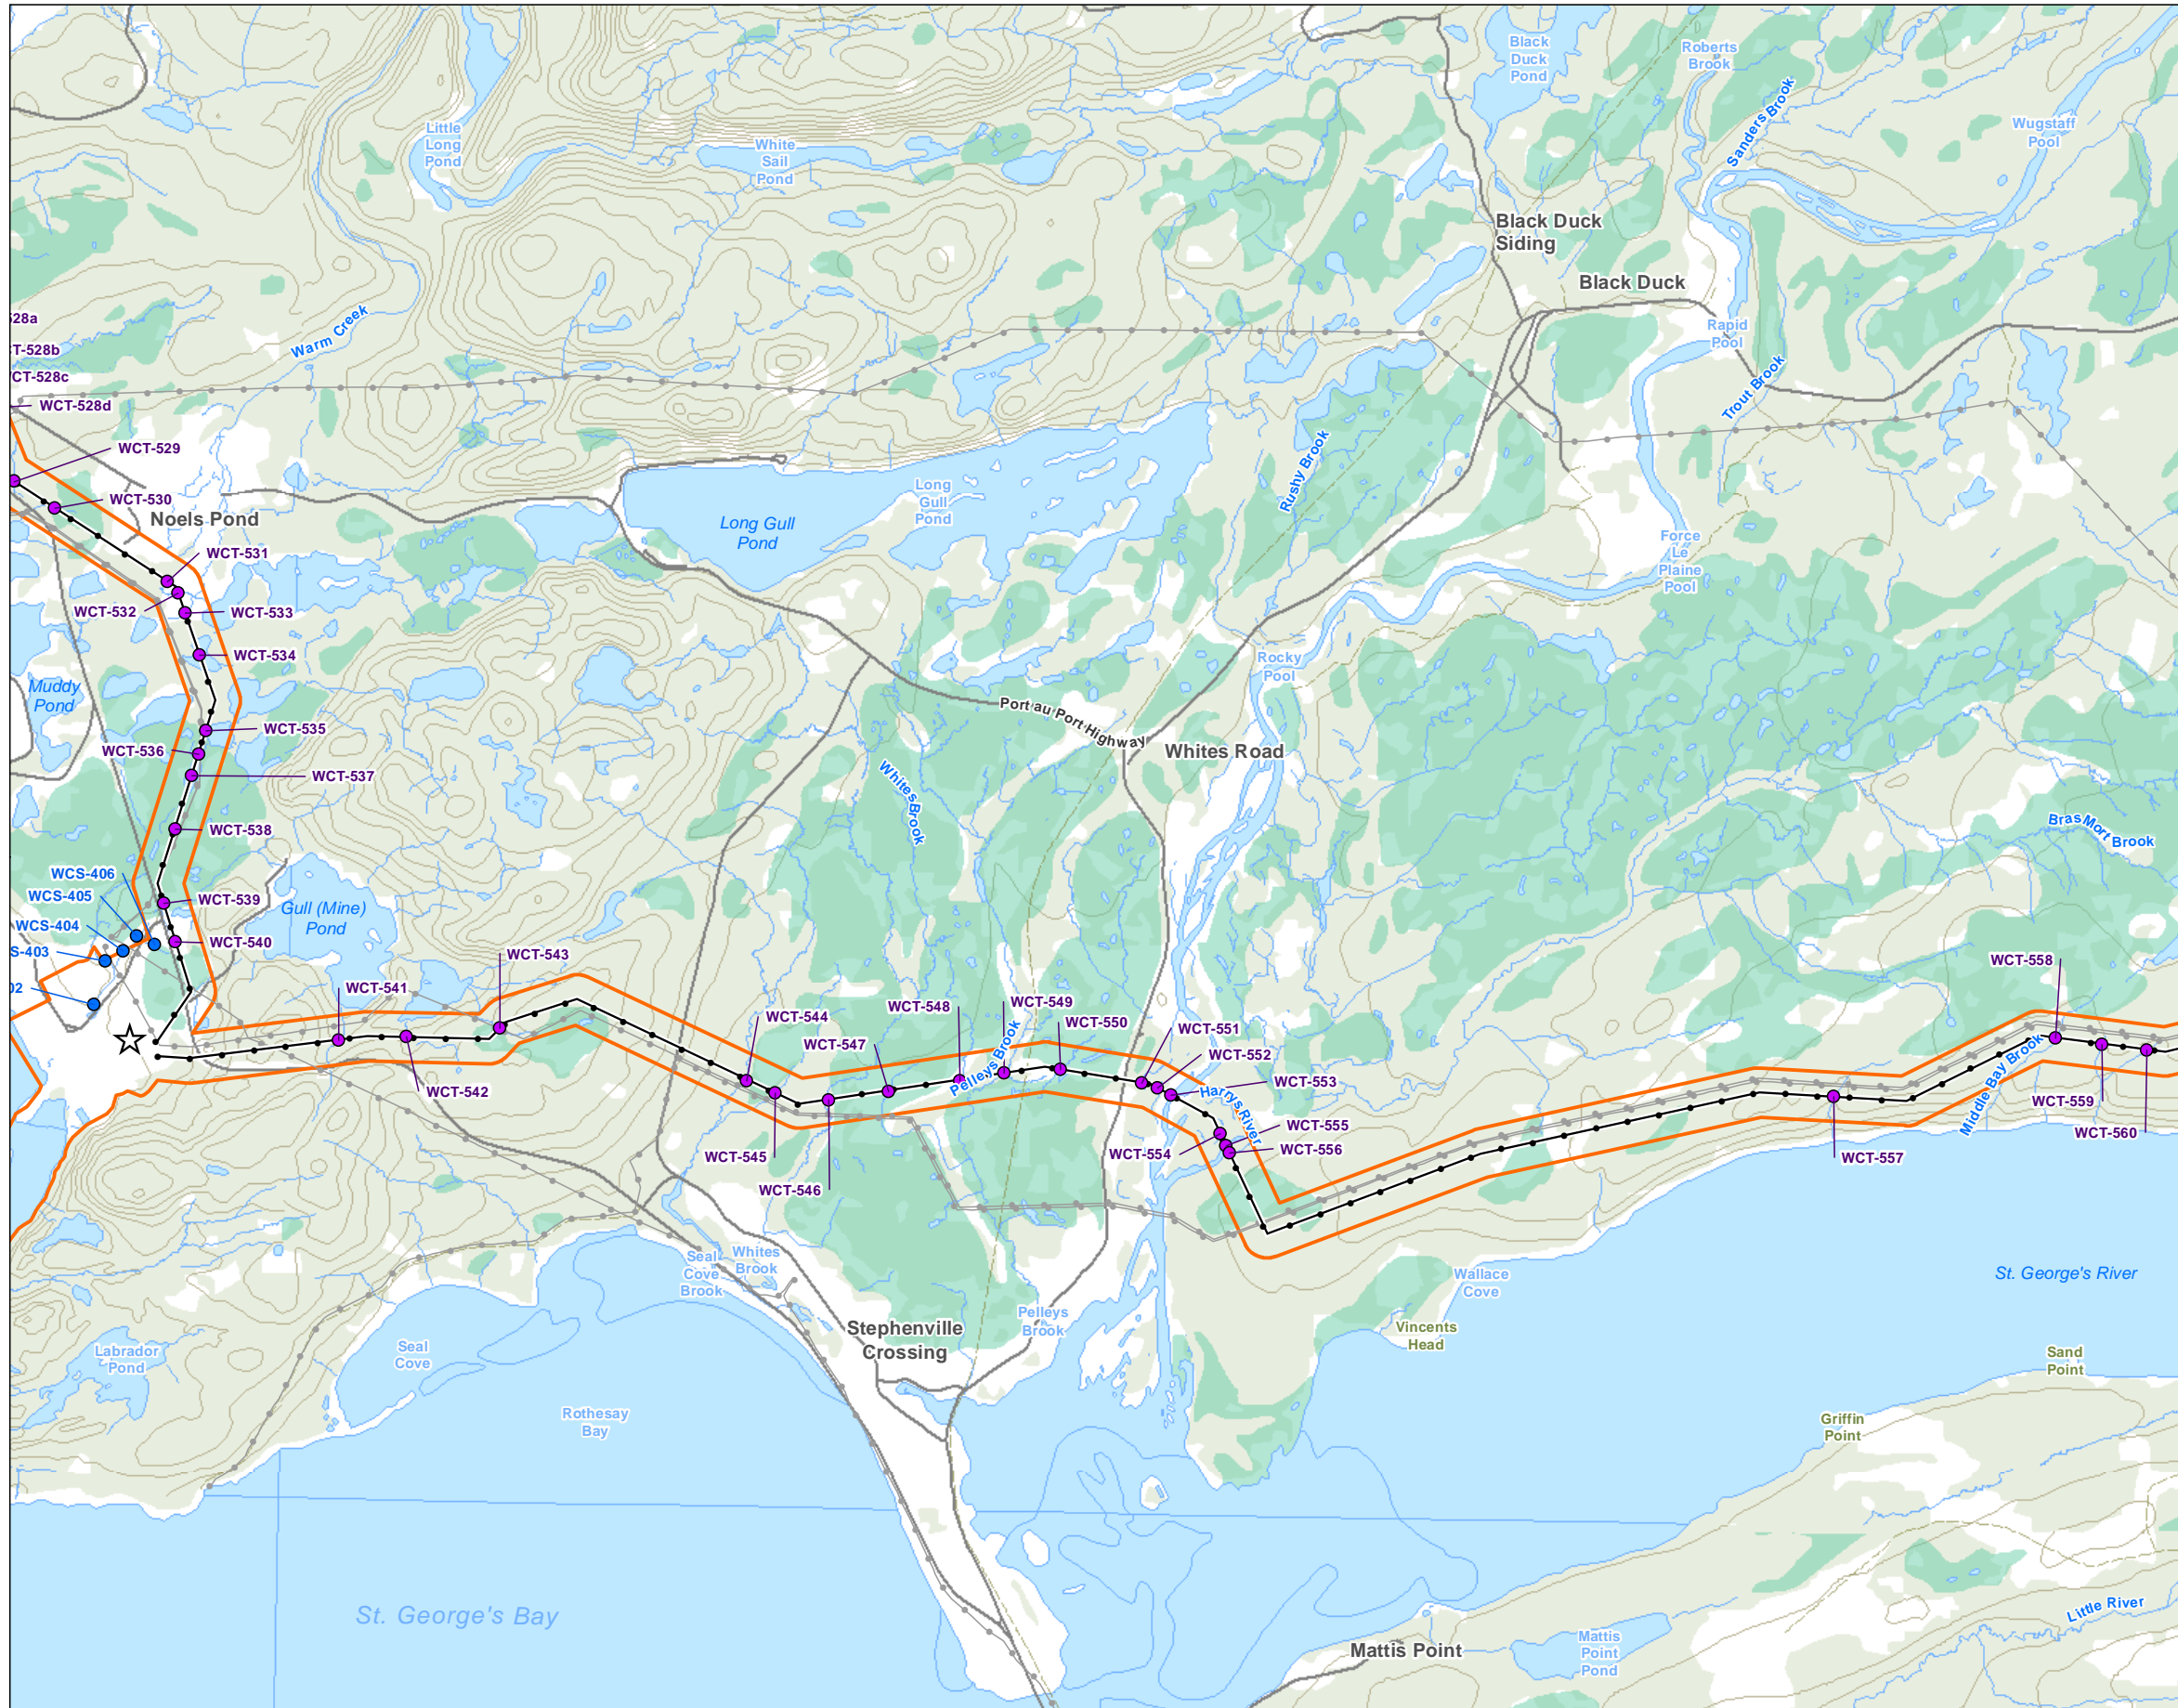 Black
Duck
Pond
Roberts
Brook
Sanders Brook
Wugstaff
Pool
Little
Long
Pond
White
Sail
Pond
Black Duck
Siding
Black Duck
Warm Creek
28a
T-528b
CT-528c
WCT-528d
Rapid
Pool
Trout Brook
WCT-529
WCT-530
Noels Pond
Long Gull
Pond
Long
Gull
Pond
Rushy Brook
WCT-531
WCT-532
WCT-533
WCT-534
Force
Le
Plaine
Pool
Rocky
Pool
Muddy
Pond
WCT-535
WCT-536
WCT-537
Port au Port Highway
Whites Road
Whites Brook
WCT-538
Bras Mort Brook
WCS-406
WCS-405
WCS-404
S-403
02
WCT-539
WCT-540
Gull (Mine)
Pond
WCT-541
WCT-542
WCT-543
WCT-544
WCT-545
WCT-546
WCT-547
WCT-548
WCT-549
WCT-550
Pelleys Brook
WCT-551
WCT-552
WCT-553
Harrys River
WCT-554
WCT-555
WCT-556
WCT-557
WCT-558
WCT-559
WCT-560
Middle Bay Brook
Seal
Cove
Brook
Whites
Brook
Wallace
Cove
St. George's River
Stephenville
Crossing
Pelleys
Brook
Vincents
Head
Labrador
Pond
Seal
Cove
Sand
Point
Rothesay
Bay
Griffin
Point
St. George's Bay
Mattis Point
Mattis
Point
Pond
Little River